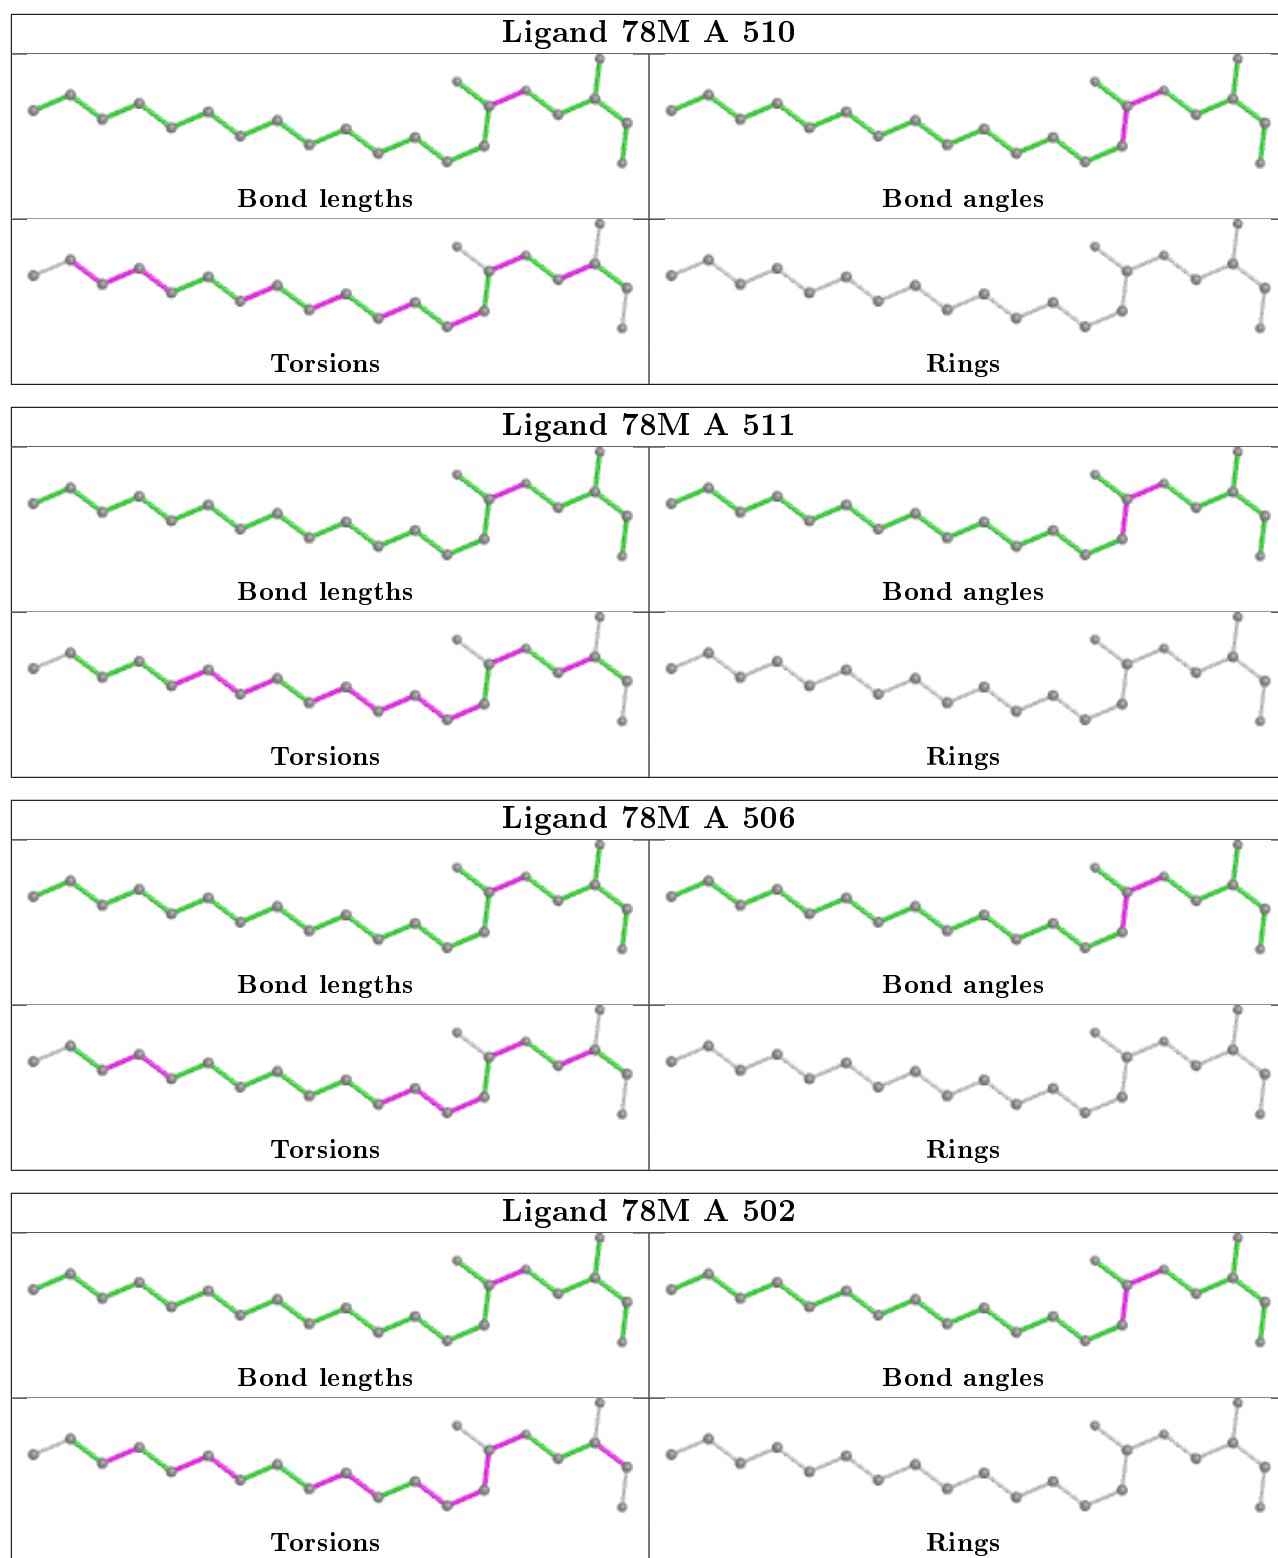 Ligand 78M A 510
Bond lengths
Bond angles
Torsions
Rings
Ligand 78M A 511
Bond lengths
Bond angles
Torsions
Rings
Ligand 78M A 506
Bond lengths
Bond angles
Torsions
Rings
Ligand 78M A 502
Bond lengths
Bond angles
Torsions
Rings